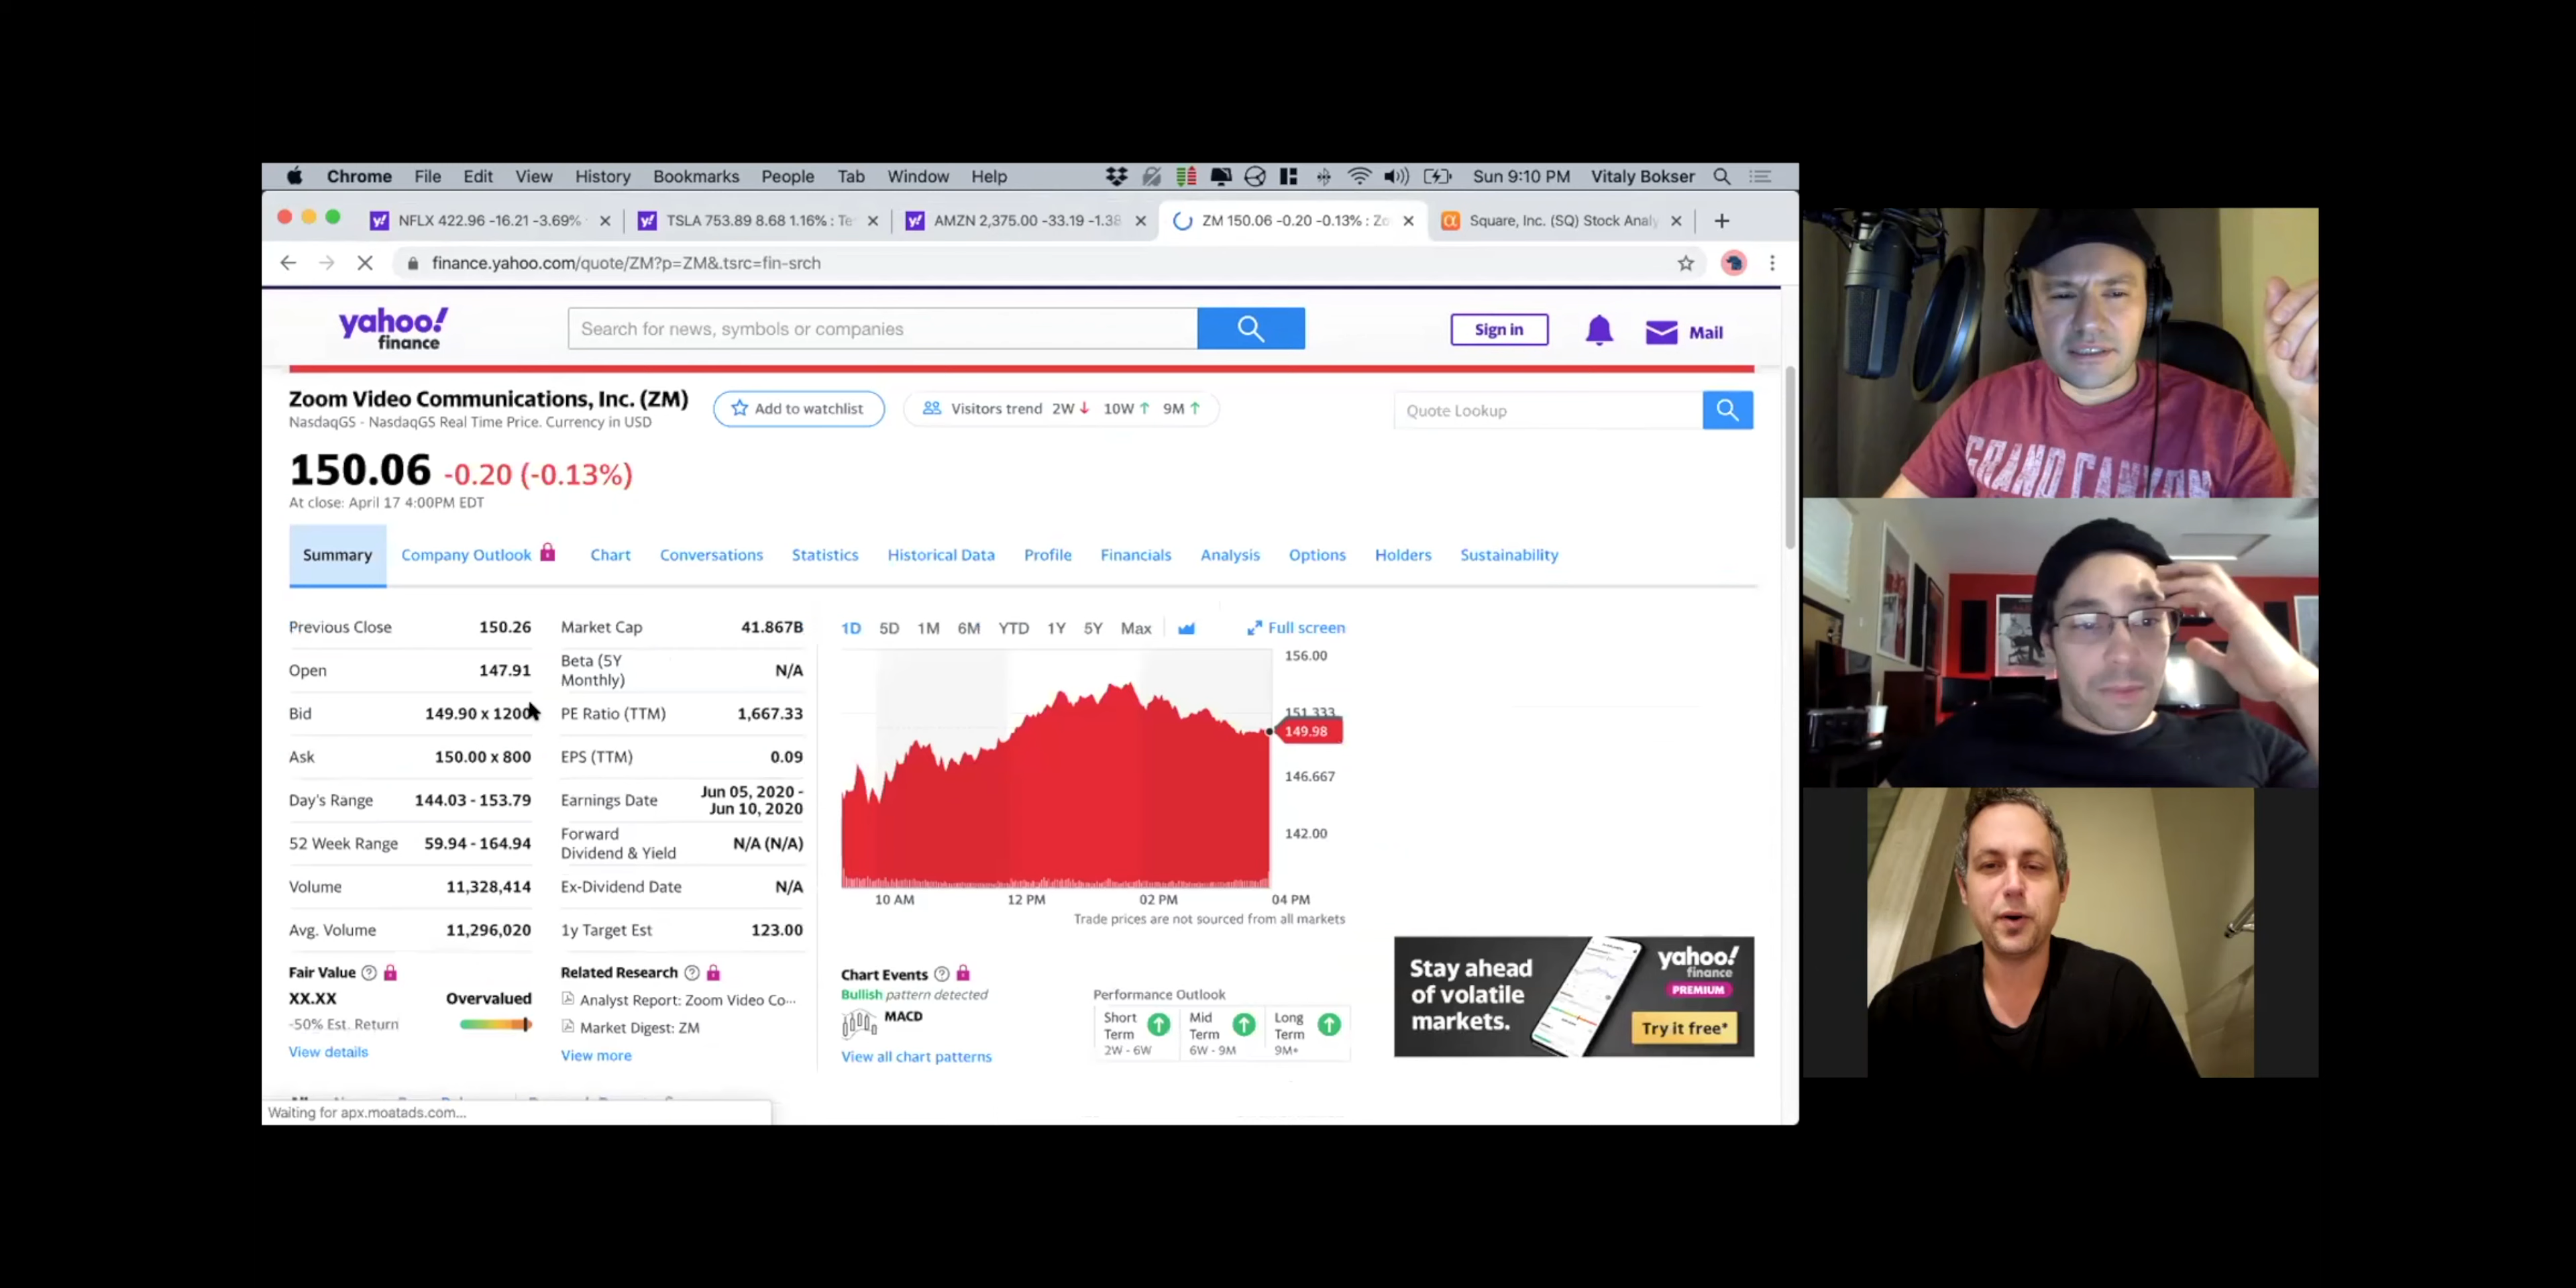 Chrome File Edit View History Bookmarks People Tab Window Help Sun 9:10 PM Vitaly Bokser
NFLX 422.96 -16.21 -3.69% TSLA 753.89 8.68 1.16% : Te AMZN 2,375.00 -33.19 -1.38 ZM 150.06 -0.20 -0.13% : Zo Square, Inc. (SQ) Stock Analy
finance.yahoo.com/quote/ZM?p=ZM&.tsrc=fin-srch
yahoo!
finance
Search for news, symbols or companies
Sign in
Mail
Zoom Video Communications, Inc. (ZM)
NasdaqGS - NasdaqGS Real Time Price. Currency in USD
Add to watchlist
Visitors trend 2W 10W 9M
Quote Lookup
150.06 -0.20 (-0.13%)
At close: April 17 4:00PM EDT
Summary Company Outlook Chart Conversations Statistics Historical Data Profile Financials Analysis Options Holders Sustainability
Previous Close 150.26
Open 147.91
Bid 149.90 x 1200
Ask 150.00 x 800
Day's Range 144.03 - 153.79
52 Week Range 59.94 - 164.94
Volume 11,328,414
Avg. Volume 11,296,020
Market Cap 41.867B
Beta (5Y
Monthly) N/A
PE Ratio (TTM) 1,667.33
EPS (TTM) 0.09
Earnings Date Jun 05, 2020 -
Jun 10, 2020
Forward
Dividend & Yield N/A (N/A)
Ex-Dividend Date N/A
1y Target Est 123.00
1D 5D 1M 6M YTD 1Y 5Y Max Full screen
156.00
151.333
149.98
146.667
142.00
10 AM 12 PM 02 PM 04 PM
Trade prices are not sourced from all markets
Fair Value
XX.XX Overvalued
-50% Est. Return
View details
Related Research
Analyst Report: Zoom Video Co...
Market Digest: ZM
View more
Chart Events
Bullish pattern detected
MACD
View all chart patterns
Performance Outlook
Short
Term
2W - 6W
Mid
Term
6W - 9M
Long
Term
9M+
Stay ahead
of volatile
markets.
yahoo!
finance
PREMIUM
Try it free*
Waiting for apx.moatads.com...
GRAND CANYON